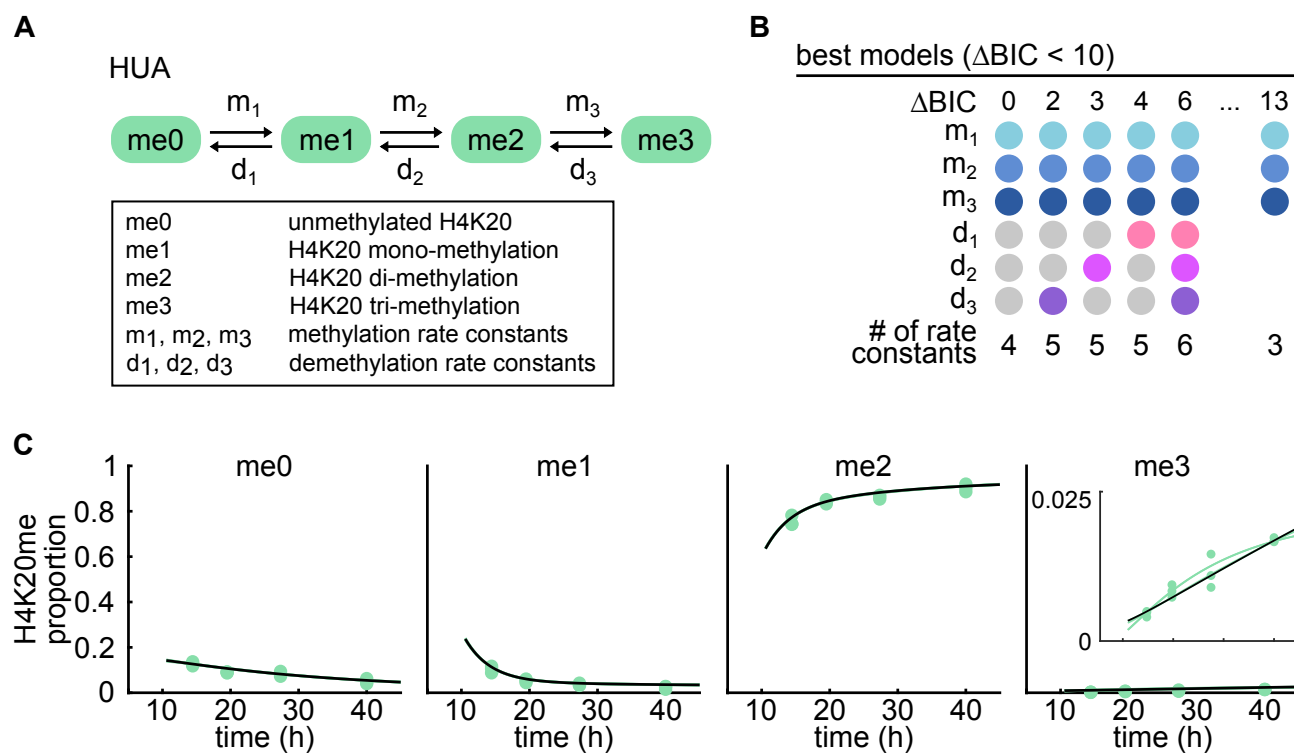 A
HUA
m₁ m₂ m₃
me0 me1 me2 me3
d₁ d₂ d₃
me0 unmethylated H4K20
me1 H4K20 mono-methylation
me2 H4K20 di-methylation
me3 H4K20 tri-methylation
m₁, m₂, m₃ methylation rate constants
d₁, d₂, d₃ demethylation rate constants
B
best models (ΔBIC < 10)
ΔBIC 0 2 3 4 6 ... 13
m₁
m₂
m₃
d₁
d₂
d₃
# of rate
constants 4 5 5 5 6 3
C
H4K20me
proportion
1
0.8
0.6
0.4
0.2
0
me0 me1 me2 me3
0.025
0
10 20 30 40 10 20 30 40 10 20 30 40 10 20 30 40
time (h) time (h) time (h) time (h)